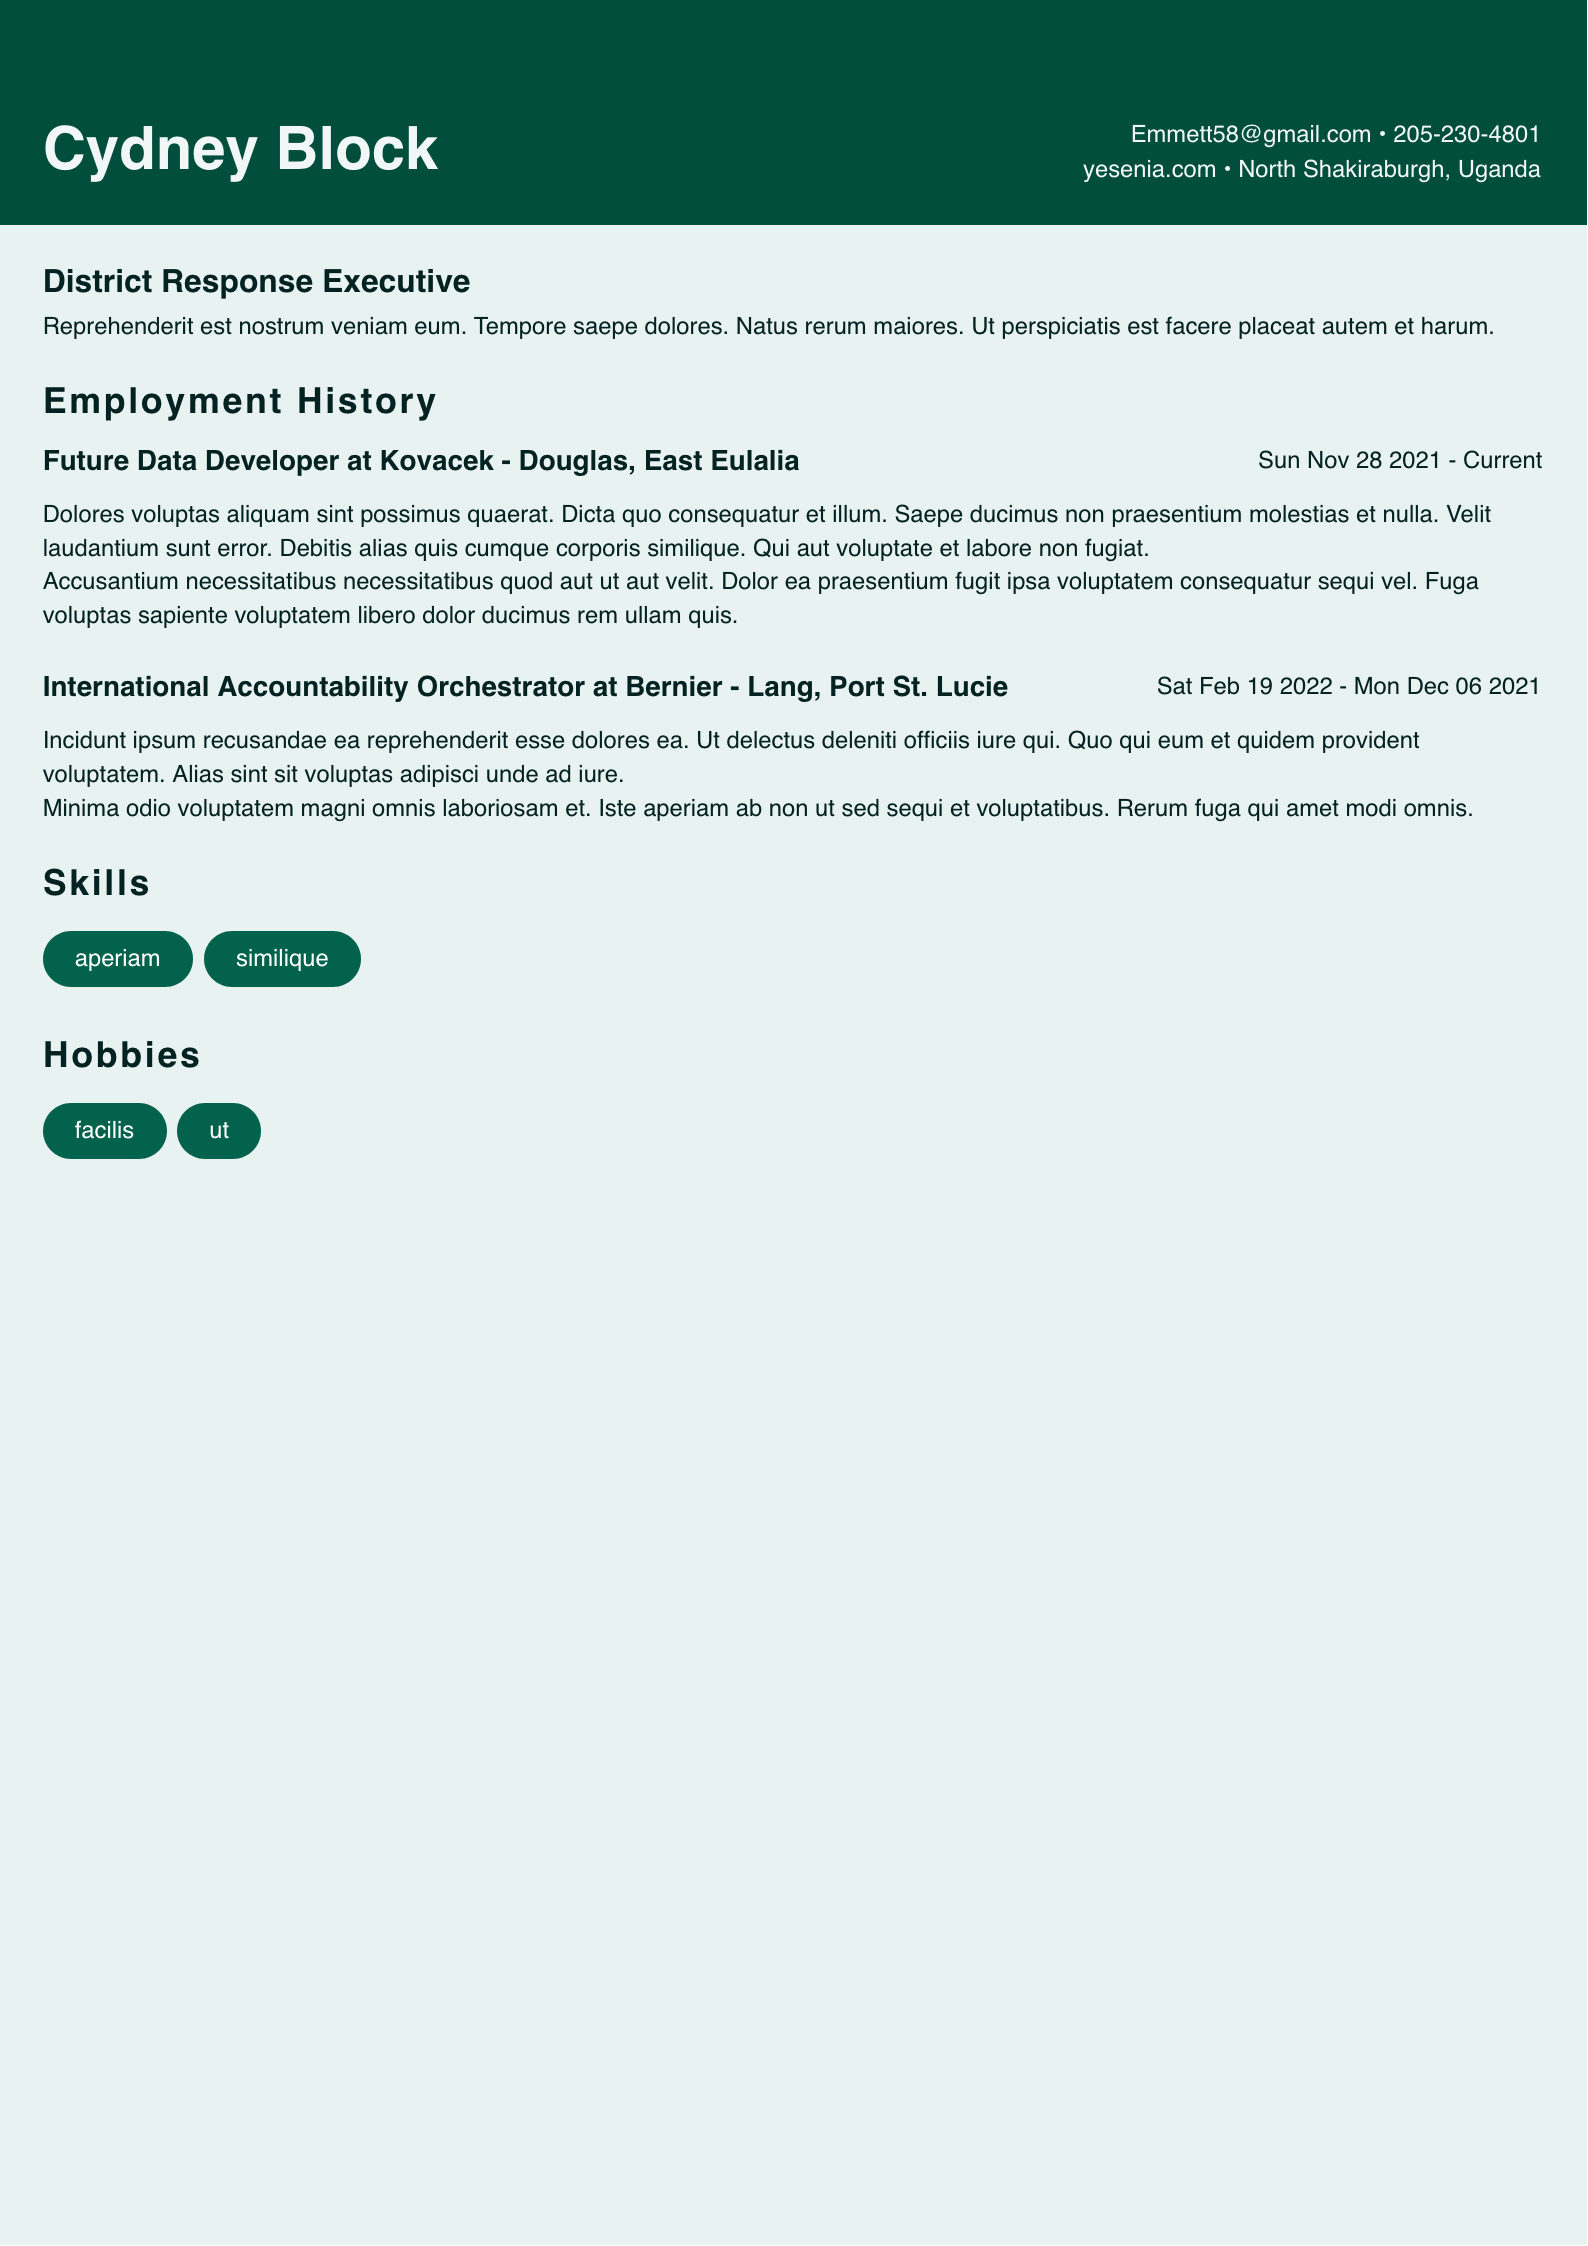 Cydney Block
Emmett58@gmail.com • 205-230-4801
yesenia.com • North Shakiraburgh, Uganda
District Response Executive
Reprehenderit est nostrum veniam eum. Tempore saepe dolores. Natus rerum maiores. Ut perspiciatis est facere placeat autem et harum.
Employment History
Future Data Developer at Kovacek - Douglas, East Eulalia
Sun Nov 28 2021 - Current
Dolores voluptas aliquam sint possimus quaerat. Dicta quo consequatur et illum. Saepe ducimus non praesentium molestias et nulla. Velit
laudantium sunt error. Debitis alias quis cumque corporis similique. Qui aut voluptate et labore non fugiat.
Accusantium necessitatibus necessitatibus quod aut ut aut velit. Dolor ea praesentium fugit ipsa voluptatem consequatur sequi vel. Fuga
voluptas sapiente voluptatem libero dolor ducimus rem ullam quis.
International Accountability Orchestrator at Bernier - Lang, Port St. Lucie
Sat Feb 19 2022 - Mon Dec 06 2021
Incidunt ipsum recusandae ea reprehenderit esse dolores ea. Ut delectus deleniti officiis iure qui. Quo qui eum et quidem provident
voluptatem. Alias sint sit voluptas adipisci unde ad iure.
Minima odio voluptatem magni omnis laboriosam et. Iste aperiam ab non ut sed sequi et voluptatibus. Rerum fuga qui amet modi omnis.
Skills
aperiam similique
Hobbies
facilis ut